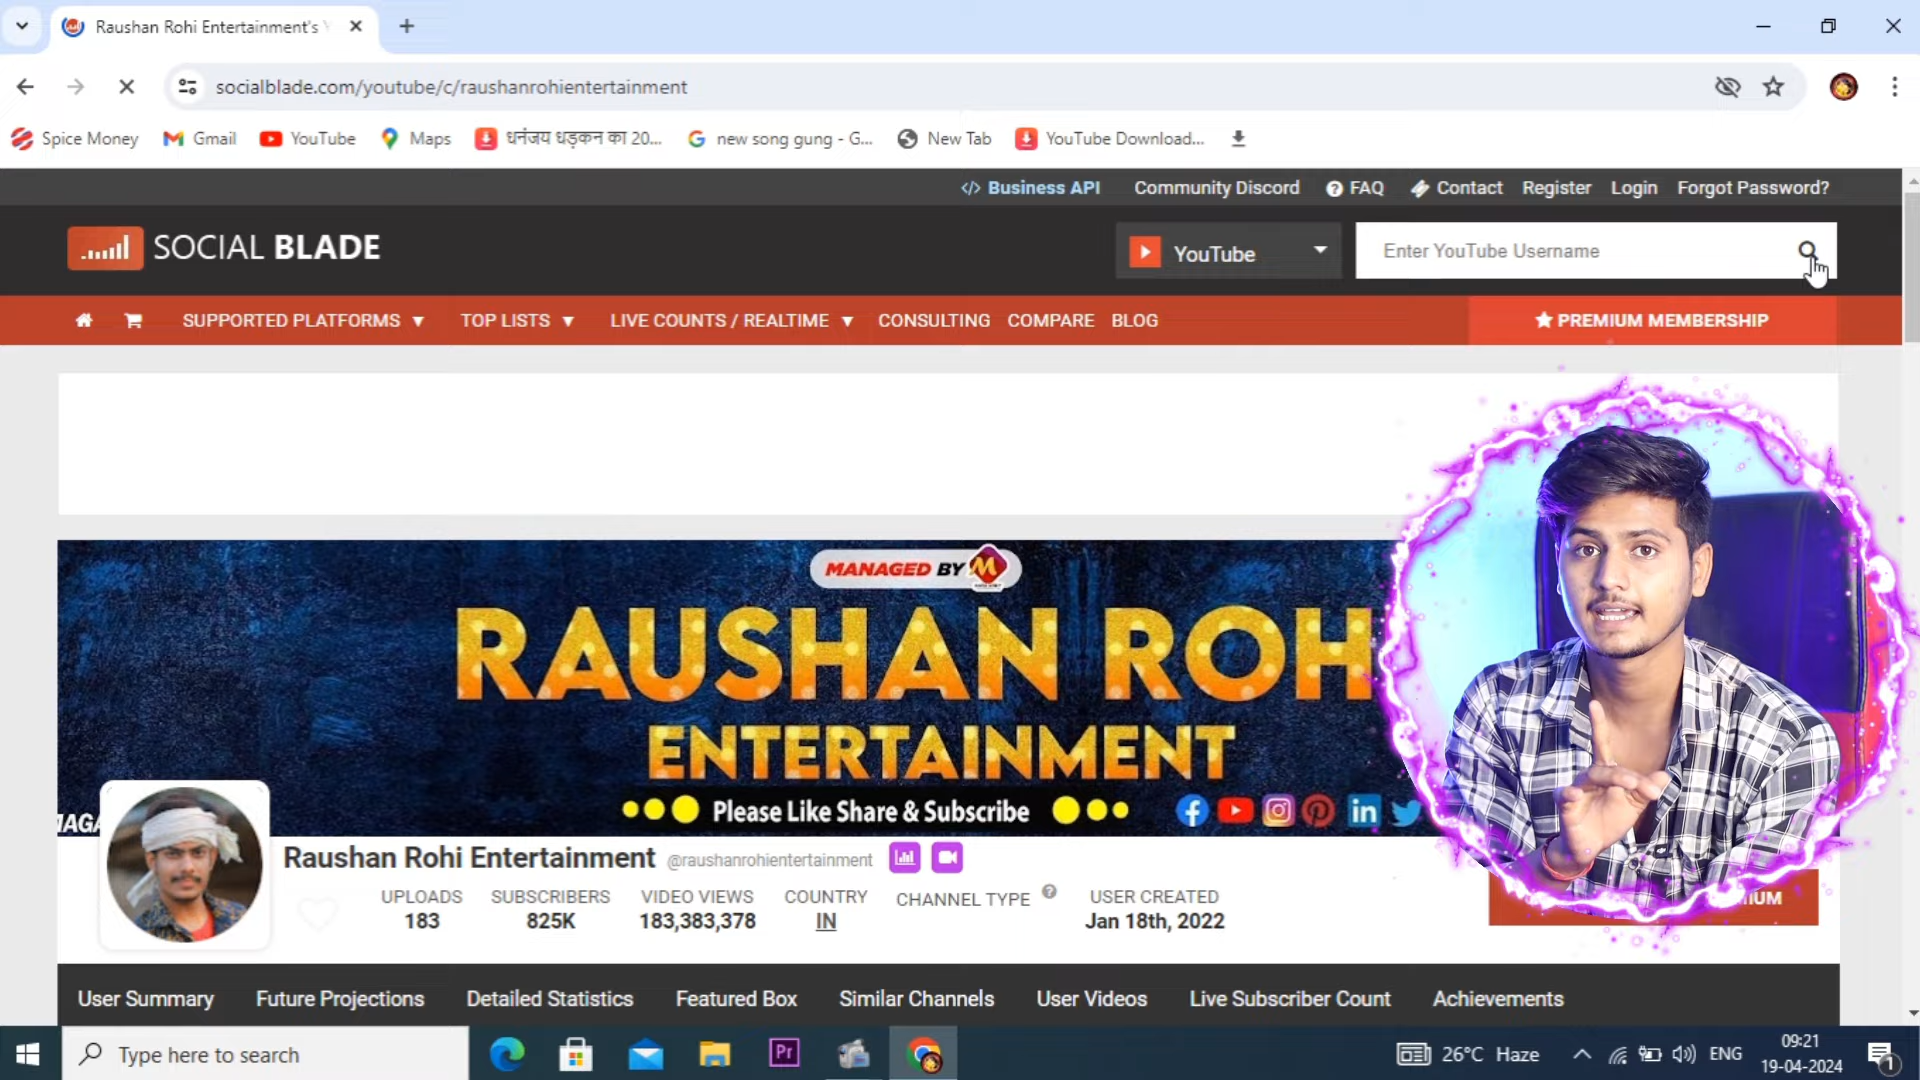 Raushan Rohi Entertainment's
socialblade.com/youtube/c/raushanrohientertainment
Spice Money
Gmail
YouTube
Maps
धनंजय धड़कन का 20...
new song gung - G...
New Tab
YouTube Download...
</> Business API
Community Discord
? FAQ
Contact
Register
Login
Forgot Password?
SOCIAL BLADE
YouTube
Enter YouTube Username
SUPPORTED PLATFORMS ▼
TOP LISTS ▼
LIVE COUNTS / REALTIME ▼
CONSULTING
COMPARE
BLOG
★ PREMIUM MEMBERSHIP
MANAGED BY M
RAUSHAN ROH
ENTERTAINMENT
Please Like Share & Subscribe
Raushan Rohi Entertainment @raushanrohientertainment
UPLOADS
183
SUBSCRIBERS
825K
VIDEO VIEWS
183,383,378
COUNTRY
IN
CHANNEL TYPE ?
USER CREATED
Jan 18th, 2022
User Summary
Future Projections
Detailed Statistics
Featured Box
Similar Channels
User Videos
Live Subscriber Count
Achievements
Type here to search
Pr
26°C Haze
ENG
09:21
19-04-2024
1